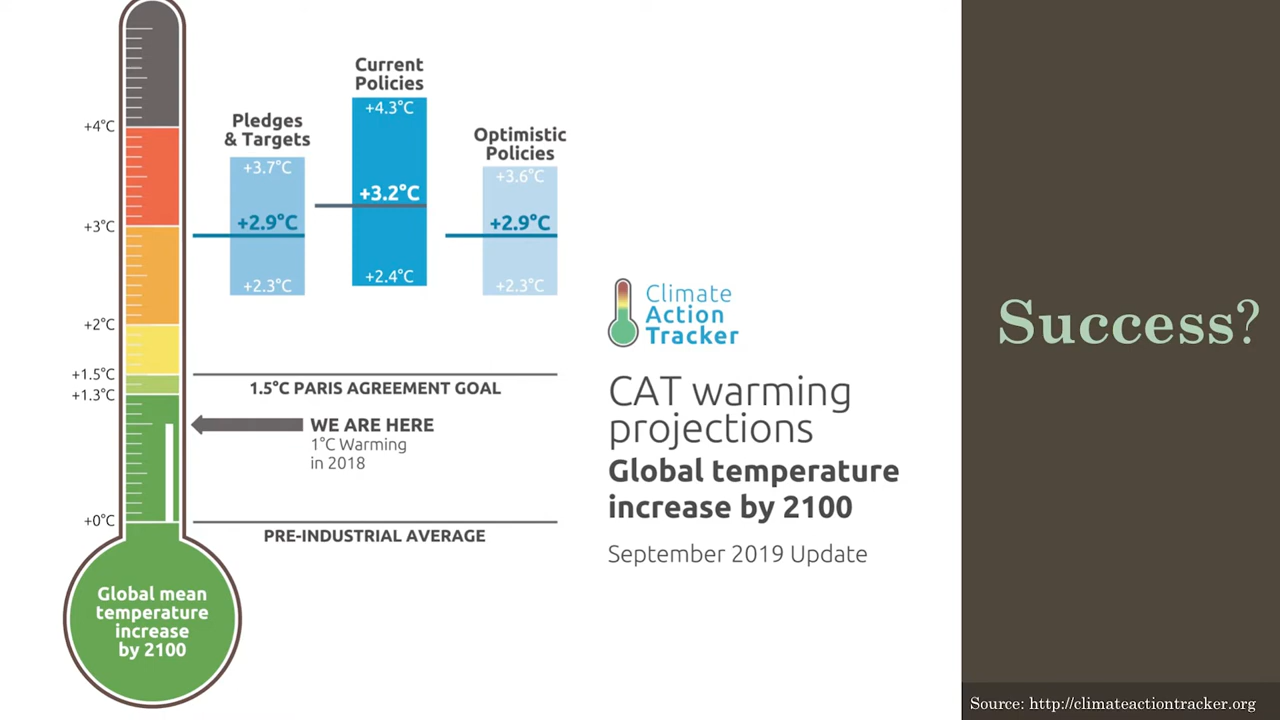 +4°C
+3°C
+2°C
+1.5°C
+1.3°C
+0°C
Global mean
temperature
increase
by 2100
Pledges
& Targets
+3.7°C
+2.9°C
+2.3°C
Current
Policies
+4.3°C
+3.2°C
+2.4°C
Optimistic
Policies
+3.6°C
+2.9°C
+2.3°C
1.5°C PARIS AGREEMENT GOAL
WE ARE HERE
1°C Warming
in 2018
PRE-INDUSTRIAL AVERAGE
Climate
Action
Tracker
CAT warming
projections
Global temperature
increase by 2100
September 2019 Update
Success?
Source: http://climateactiontracker.org